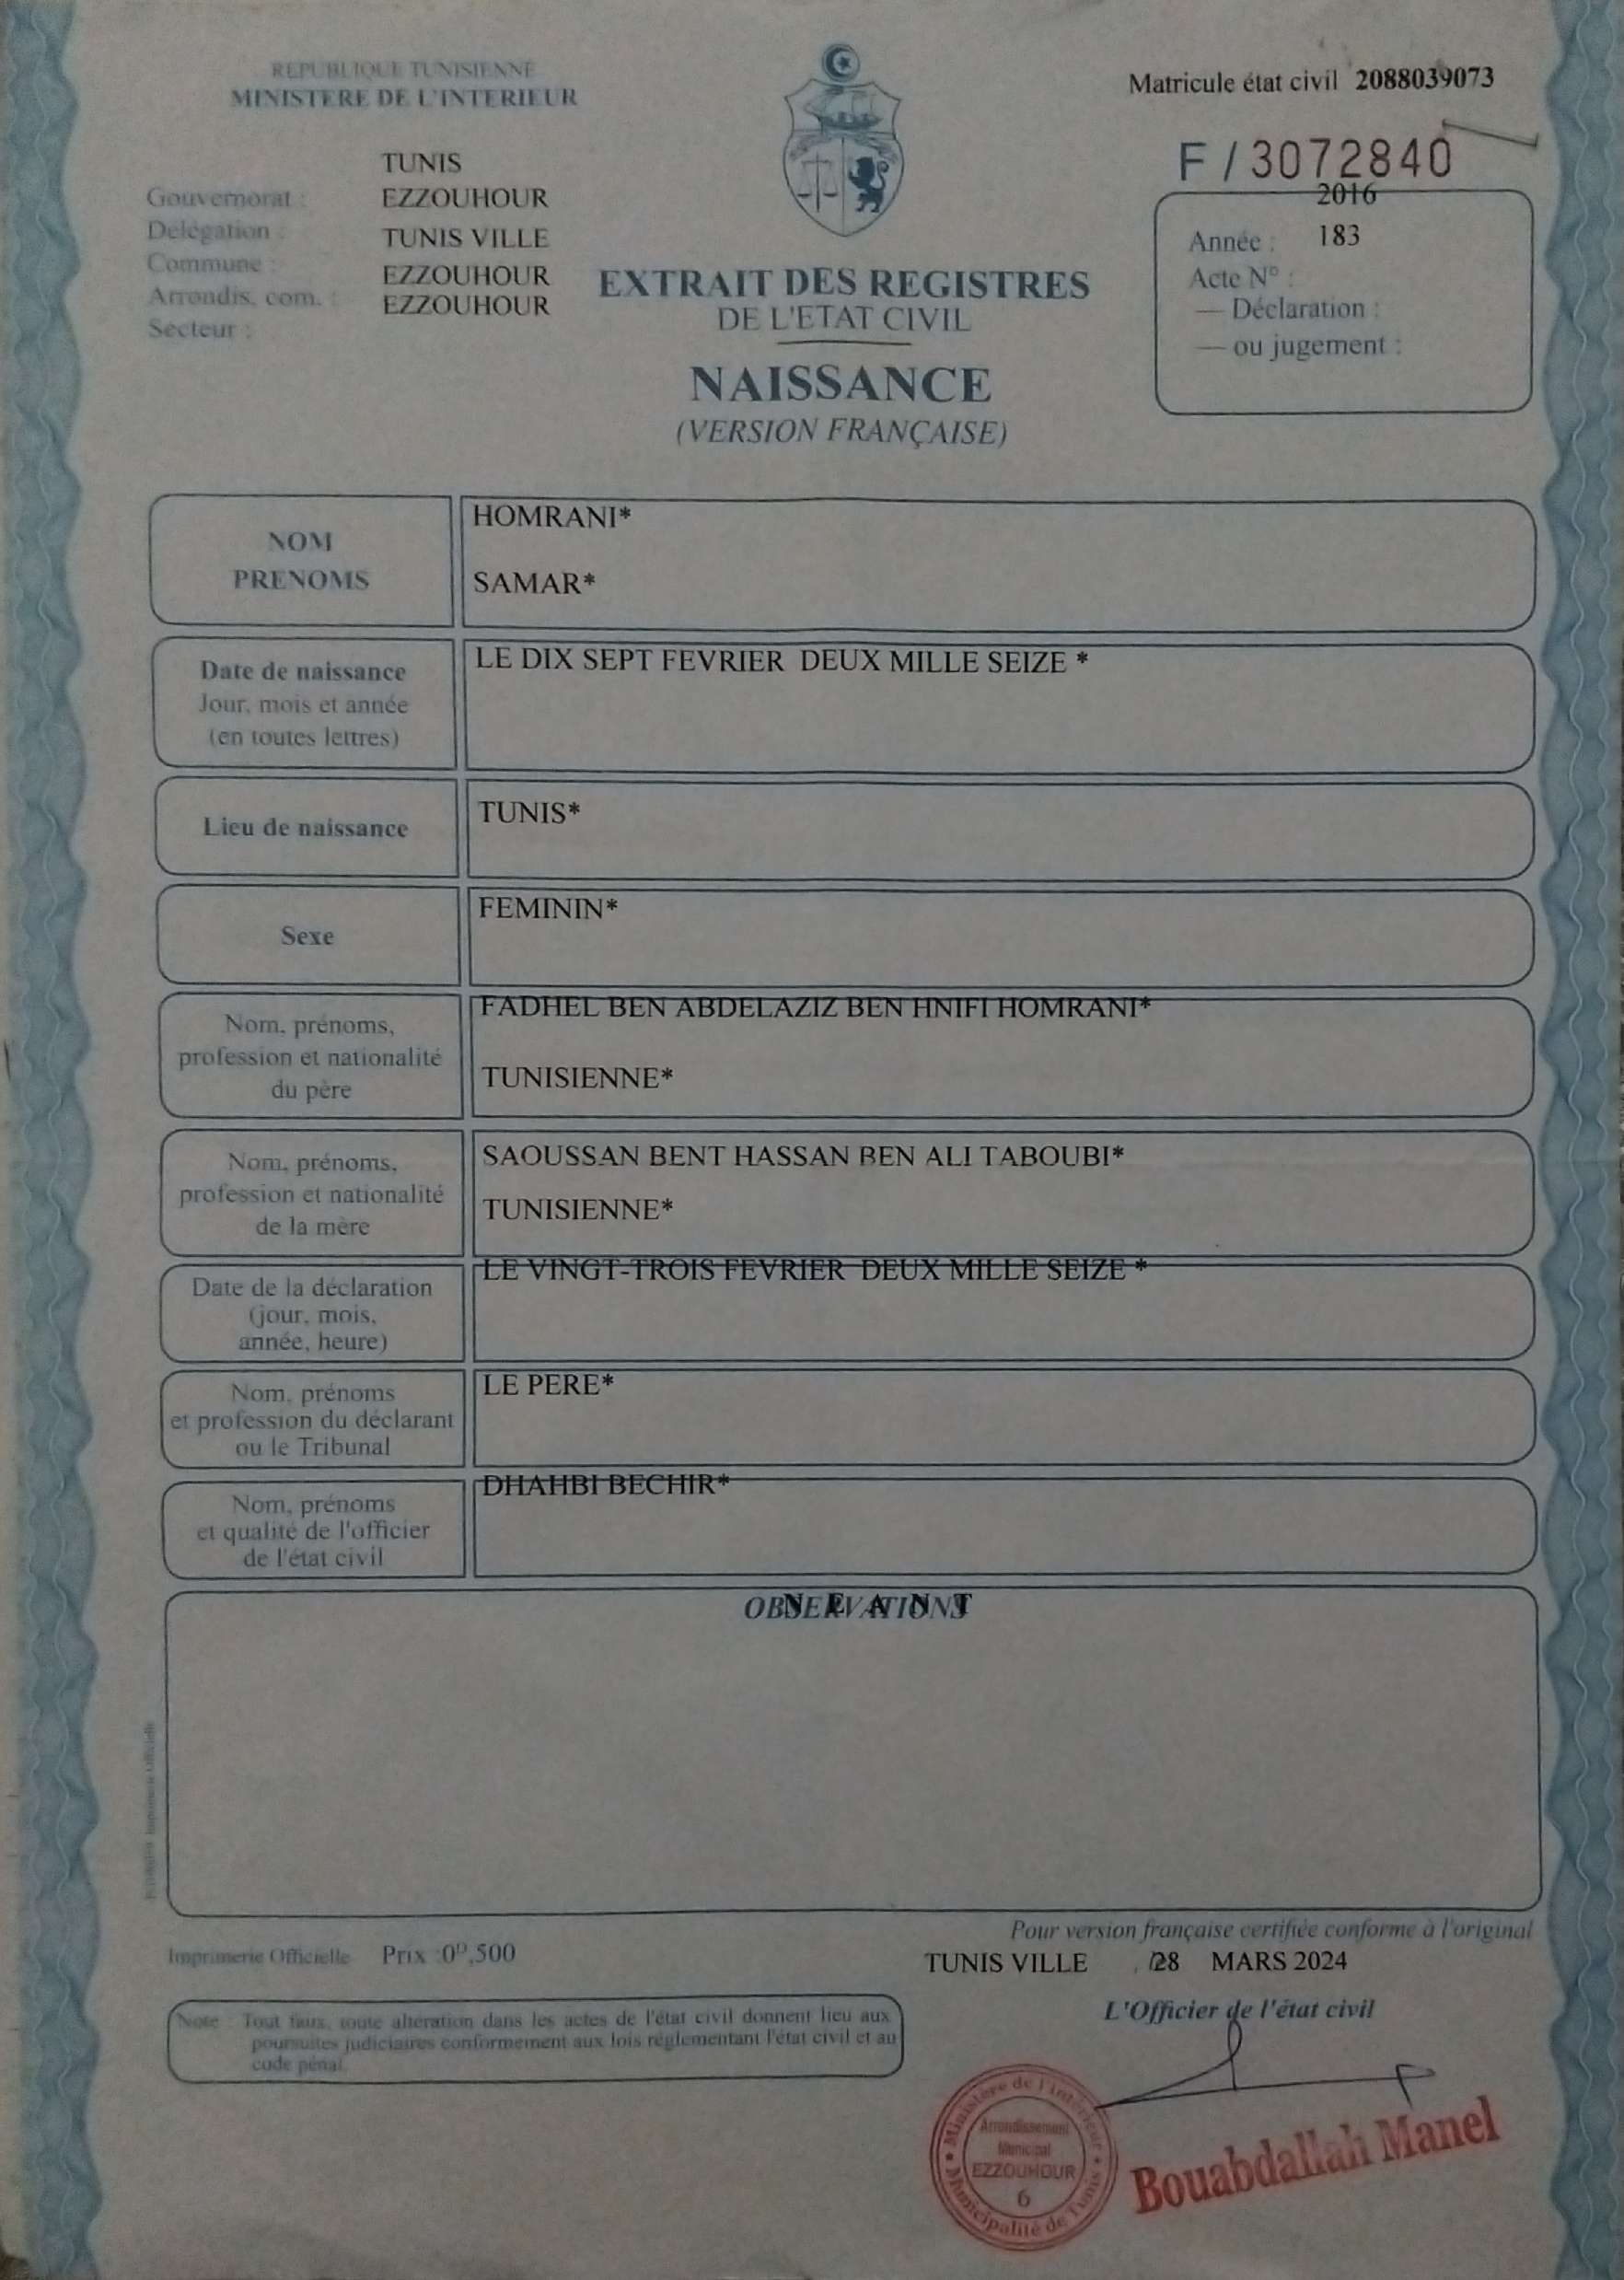 REPUBLIQUE TUNISIENNE
MINISTERE DE L'INTERIEUR
Matricule état civil 2088039073
F / 3072840
TUNIS
Gouvernorat : EZZOUHOUR
Délégation : TUNIS VILLE
Commune : EZZOUHOUR
Arrondis. com. : EZZOUHOUR
Secteur :
2016
Année : 183
Acte N° :
— Déclaration :
— ou jugement :
EXTRAIT DES REGISTRES
DE L'ETAT CIVIL
NAISSANCE
(VERSION FRANÇAISE)
NOM
PRENOMS
HOMRANI*
SAMAR*
Date de naissance
Jour, mois et année
(en toutes lettres)
LE DIX SEPT FEVRIER DEUX MILLE SEIZE *
Lieu de naissance
TUNIS*
Sexe
FEMININ*
Nom, prénoms,
profession et nationalité
du père
FADHEL BEN ABDELAZIZ BEN HNIFI HOMRANI*
TUNISIENNE*
Nom, prénoms,
profession et nationalité
de la mère
SAOUSSAN BENT HASSAN BEN ALI TABOUBI*
TUNISIENNE*
Date de la déclaration
(jour, mois,
année, heure)
LE VINGT-TROIS FEVRIER DEUX MILLE SEIZE *
Nom, prénoms
et profession du déclarant
ou le Tribunal
LE PERE*
Nom, prénoms
et qualité de l'officier
de l'état civil
DHAHBI BECHIR*
OBSERVATIONS
N E A N T
Pour version française certifiée conforme à l'original
Imprimerie Officielle Prix :0ᴰ,500
TUNIS VILLE , 28 MARS 2024
L'Officier de l'état civil
Note : Tout faux, toute altération dans les actes de l'état civil donnent lieu aux
poursuites judiciaires conformement aux lois réglementant l'état civil et au
code pénal.
Ministère de l'intérieur
Arrondissement
Municipal
EZZOUHOUR
6
Municipalité de Tunis
Bouabdallah Manel